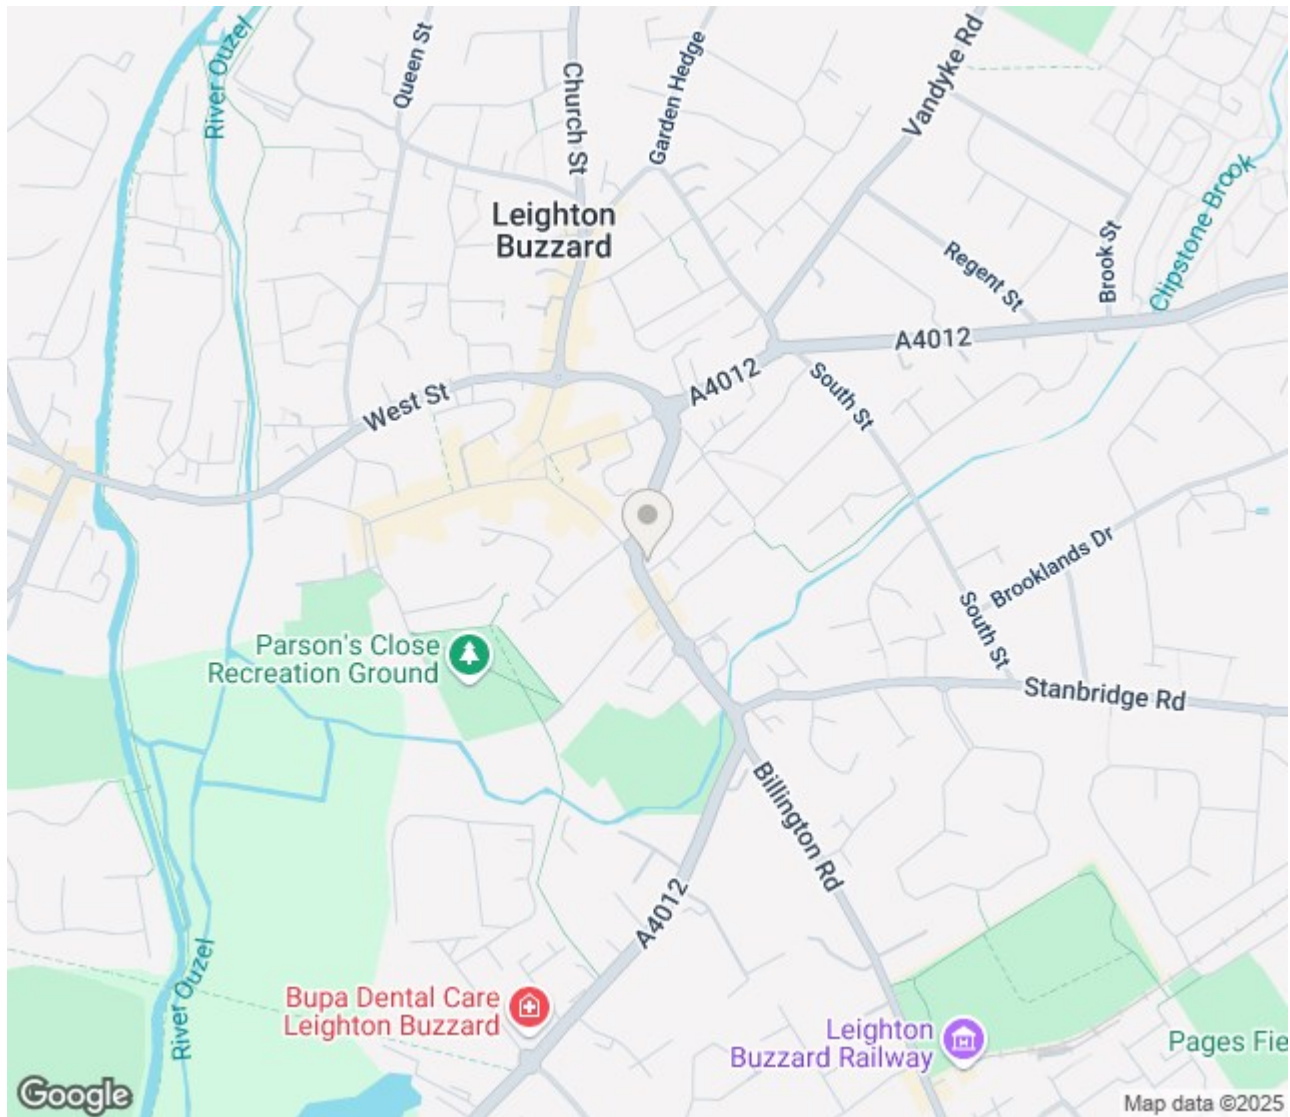 River Ouzel
Queen St
Church St
Garden Hedge
Vandyke Rd
Leighton
Buzzard
Regent St
Brook St
Clipstone Brook
A4012
A4012
West St
South St
Brooklands Dr
South St
Parson's Close
Recreation Ground
Stanbridge Rd
Billington Rd
A4012
River Ouzel
Bupa Dental Care
Leighton Buzzard
Leighton
Buzzard Railway
Pages Fie
Google
Map data ©2025